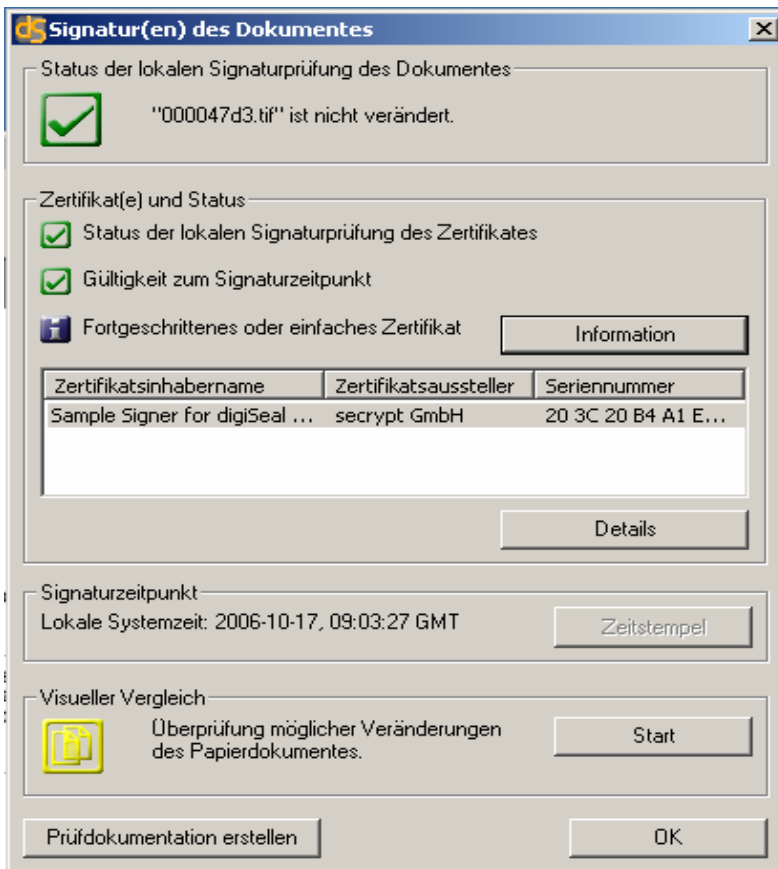 dS Signatur(en) des Dokumentes
Status der lokalen Signaturprüfung des Dokumentes
"000047d3.tif" ist nicht verändert.
Zertifikat(e) und Status
Status der lokalen Signaturprüfung des Zertifikates
Gültigkeit zum Signaturzeitpunkt
Fortgeschrittenes oder einfaches Zertifikat Information
Zertifikatsinhabername Zertifikatsaussteller Seriennummer
Sample Signer for digiSeal ... secrypt GmbH 20 3C 20 B4 A1 E...
Details
Signaturzeitpunkt
Lokale Systemzeit: 2006-10-17, 09:03:27 GMT Zeitstempel
Visueller Vergleich
Überprüfung möglicher Veränderungen
des Papierdokumentes.
Start
Prüfdokumentation erstellen OK